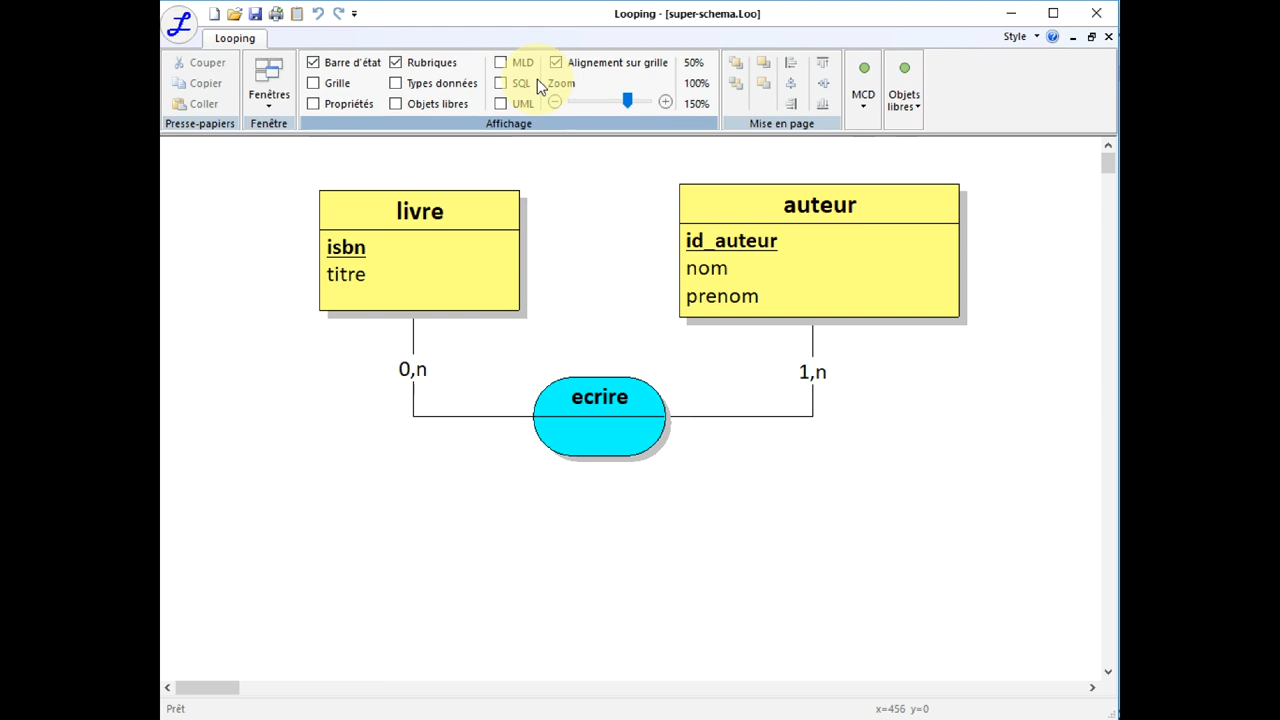 Looping - [super-schema.Loo]
Looping
Style
Couper
Copier
Coller
Presse-papiers
Fenêtres
Fenêtre
Barre d'état
Rubriques
MLD
Alignement sur grille
50%
Grille
Types données
SQL
Zoom
100%
Propriétés
Objets libres
UML
150%
Affichage
Mise en page
MCD
Objets
libres
livre
isbn
titre
auteur
id_auteur
nom
prenom
0,n
1,n
ecrire
Prêt
x=456 y=0